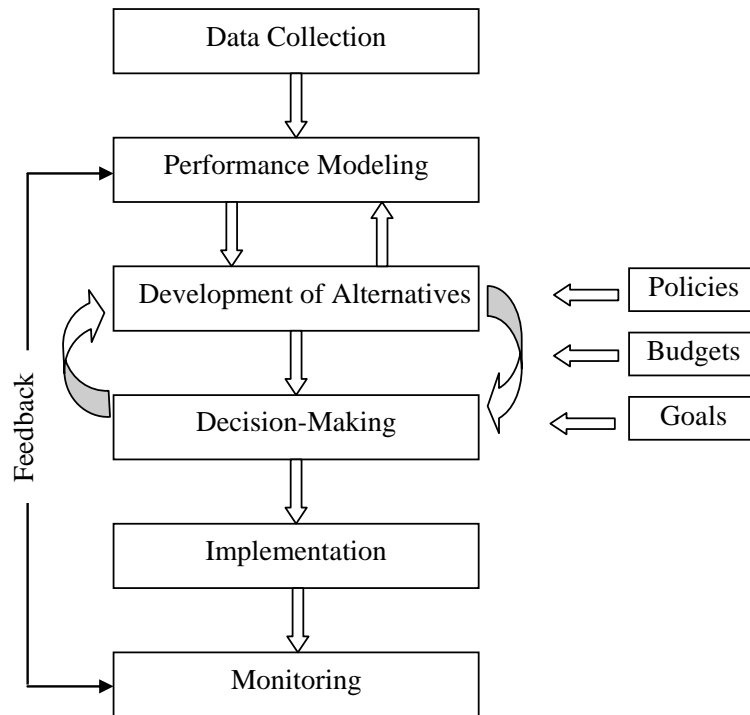 Data Collection
Performance Modeling
Development of Alternatives
Policies
Budgets
Decision-Making
Goals
Feedback
Implementation
Monitoring